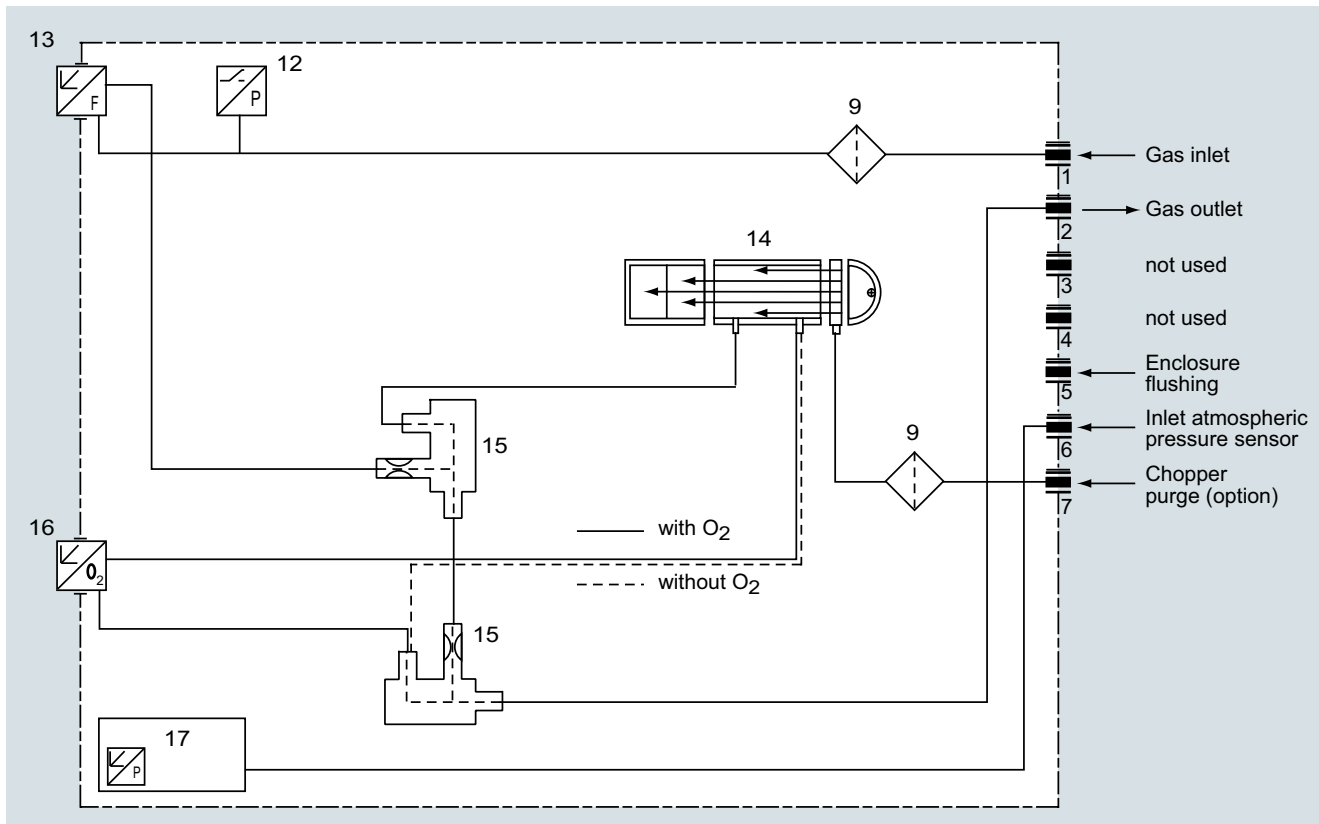 13
12
F
P
9
1
Gas inlet
2
Gas outlet
14
3
not used
4
not used
5
Enclosure
flushing
15
9
6
Inlet atmospheric
pressure sensor
7
Chopper
purge (option)
16
O2
with O2
without O2
15
17
P